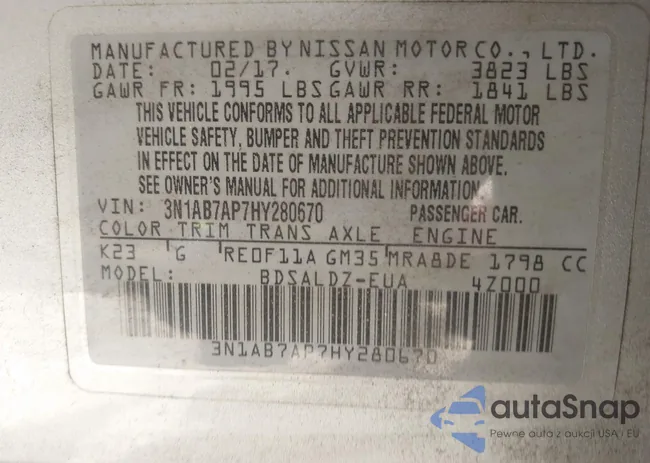 MANUFACTURED BY NISSAN MOTOR CO., LTD.
DATE: 02/17. GVWR: 3823 LBS
GAWR FR: 1995 LBS GAWR RR: 1841 LBS
THIS VEHICLE CONFORMS TO ALL APPLICABLE FEDERAL MOTOR
VEHICLE SAFETY, BUMPER AND THEFT PREVENTION STANDARDS
IN EFFECT ON THE DATE OF MANUFACTURE SHOWN ABOVE.
SEE OWNER'S MANUAL FOR ADDITIONAL INFORMATION.
VIN: 3N1AB7AP7HY280670 PASSENGER CAR.
COLOR TRIM TRANS AXLE ENGINE
K23 G RE0F11A GM35 MRA8DE 1798 CC
MODEL: BDSALDZ-EUA 4Z000
3N1AB7AP7HY280670
autaSnap
Pewne auta z aukcji USA i EU